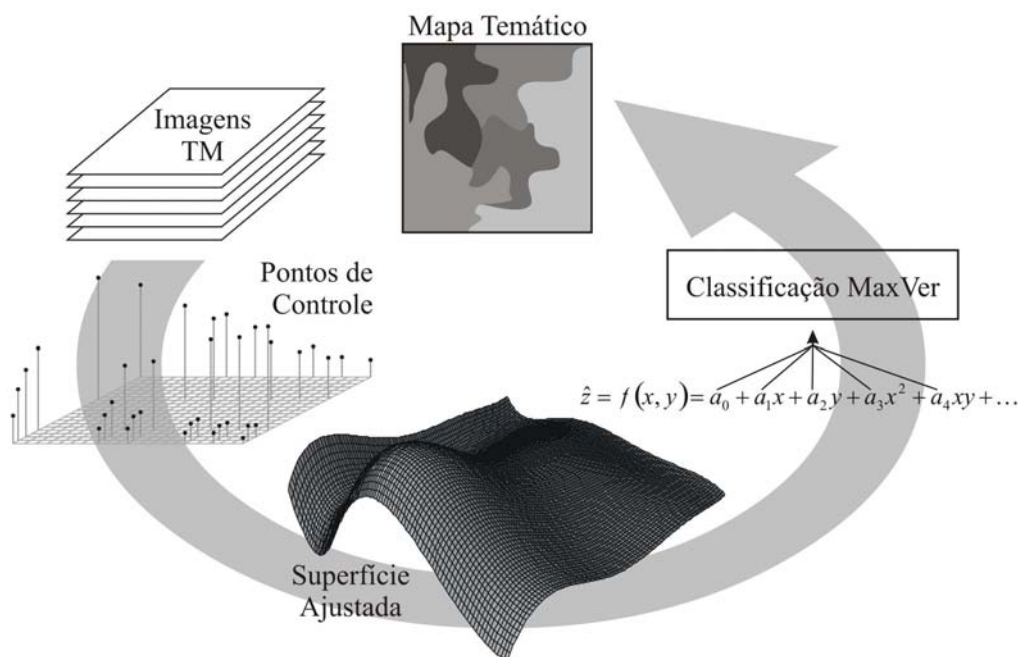 Mapa Temático
Imagens
TM
Pontos de
Controle
Classificação MaxVer
ẑ = f(x, y) = a₀ + a₁x + a₂y + a₃x² + a₄xy + …
Superfície
Ajustada